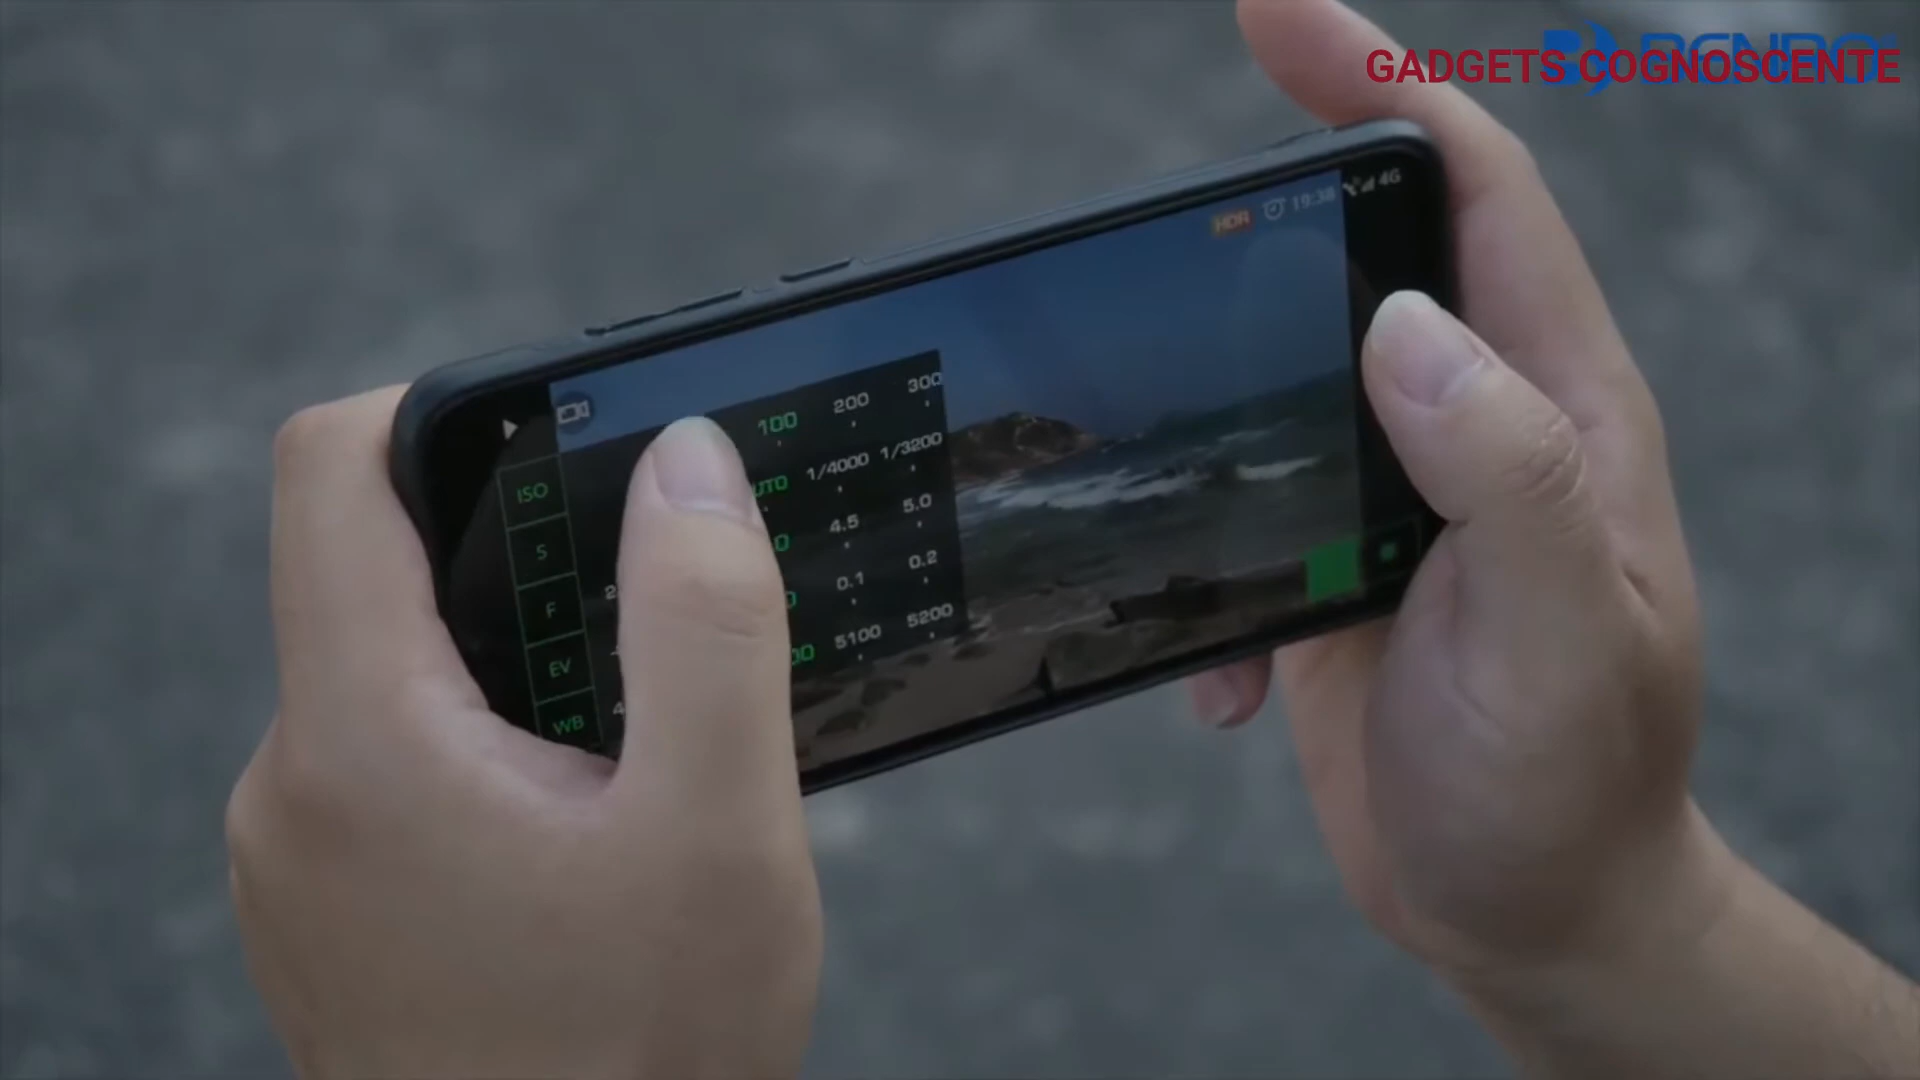 GADGETS COGNOSCENTE
4G
HDR 19:38
ISO 100 200 300
S 1/4000 1/3200
F 4.5 5.0
EV 0.1 0.2
WB 5100 5200